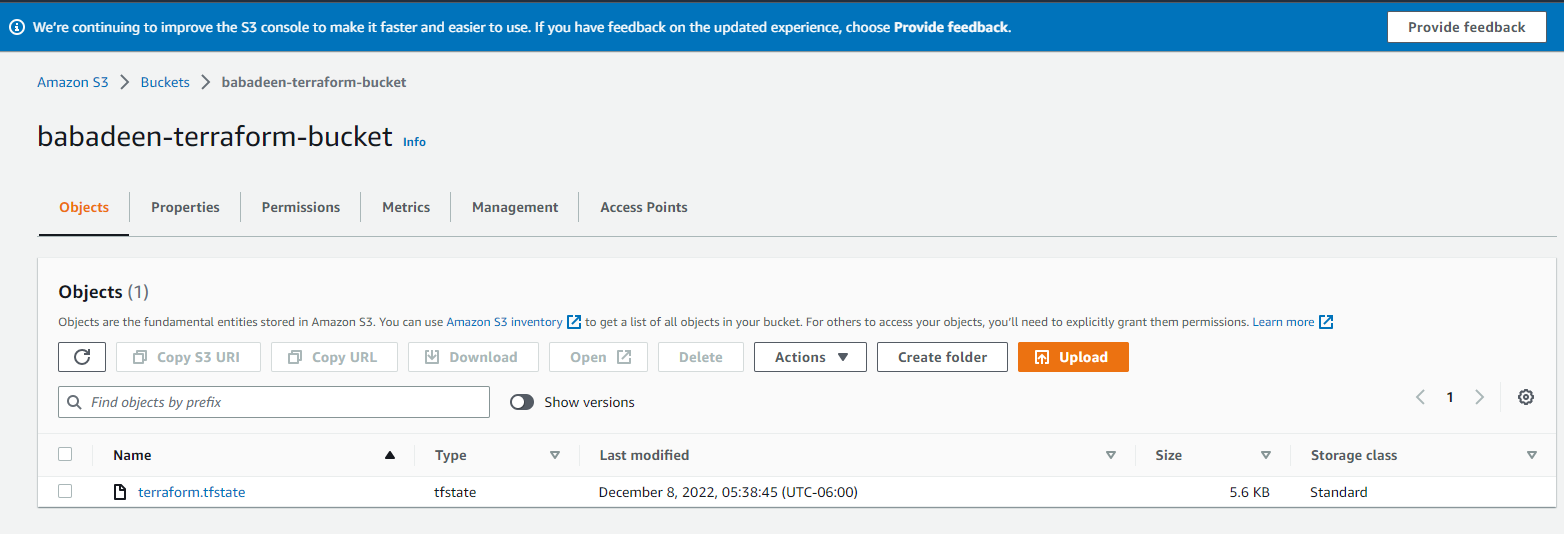 We're continuing to improve the S3 console to make it faster and easier to use. If you have feedback on the updated experience, choose Provide feedback.
Provide feedback
Amazon S3 > Buckets > babadeen-terraform-bucket
babadeen-terraform-bucket Info
Objects Properties Permissions Metrics Management Access Points
Objects (1)
Objects are the fundamental entities stored in Amazon S3. You can use Amazon S3 inventory to get a list of all objects in your bucket. For others to access your objects, you'll need to explicitly grant them permissions. Learn more
Copy S3 URI Copy URL Download Open Delete Actions Create folder Upload
Find objects by prefix Show versions 1
Name Type Last modified Size Storage class
terraform.tfstate tfstate December 8, 2022, 05:38:45 (UTC-06:00) 5.6 KB Standard